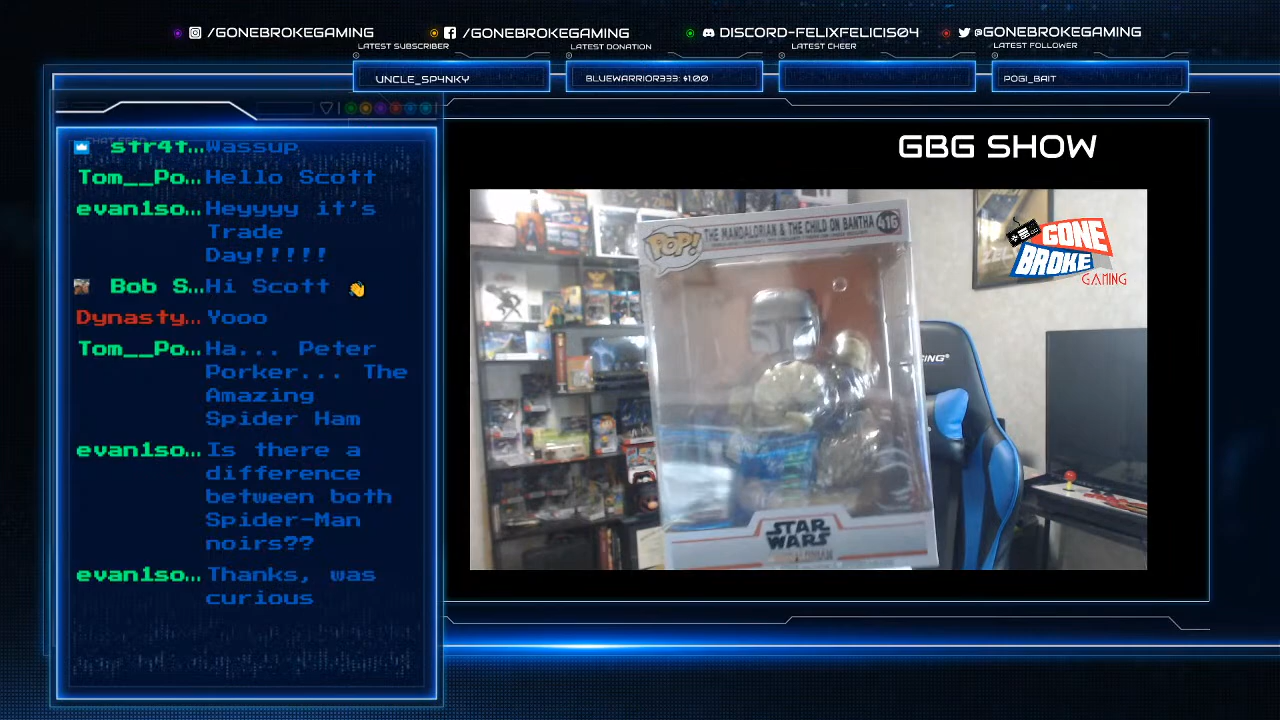 /GONEBROKEGAMING
/GONEBROKEGAMING
DISCORD-FELIXFELICIS04
@GONEBROKEGAMING
LATEST SUBSCRIBER
LATEST DONATION
LATEST CHEER
LATEST FOLLOWER
UNCLE_SP4NKY
BLUEWARRIOR333: $1.00
POGI_BAIT
str4t... Wassup
Tom__Po... Hello Scott
evan1so... Heyyyy it's
Trade
Day!!!!!
Bob S... Hi Scott 👋
Dynasty... Yooo
Tom__Po... Ha... Peter
Porker... The
Amazing
Spider Ham
evan1so... Is there a
difference
between both
Spider-Man
noirs??
evan1so... Thanks, was
curious
GBG SHOW
POP!
THE MANDALORIAN & THE CHILD ON BANTHA
416
STAR
WARS
GONE
BROKE
GAMING